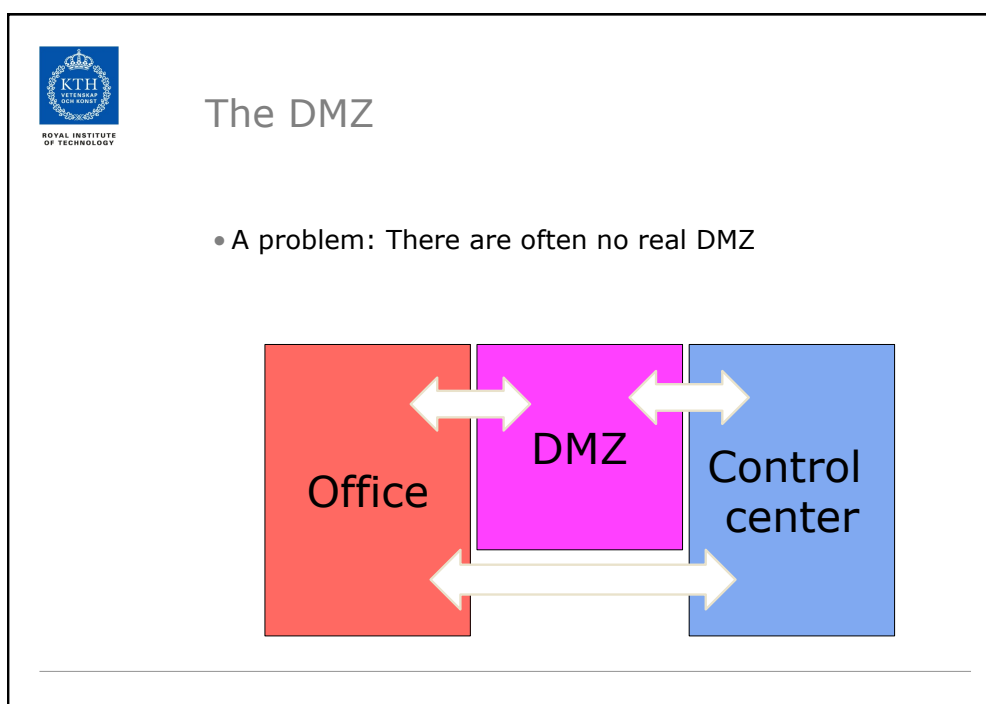 KTH
VETENSKAP
OCH KONST
ROYAL INSTITUTE
OF TECHNOLOGY
The DMZ
• A problem: There are often no real DMZ
Office
DMZ
Control
center